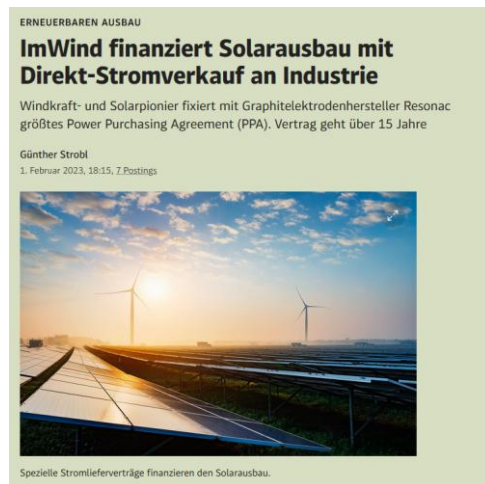 ERNEUERBAREN AUSBAU
ImWind finanziert Solarausbau mit
Direkt-Stromverkauf an Industrie
Windkraft- und Solarpionier fixiert mit Graphitelektrodenhersteller Resonac
größtes Power Purchasing Agreement (PPA). Vertrag geht über 15 Jahre
Günther Strobl
1. Februar 2023, 18:15, 7 Postings
Spezielle Stromlieferverträge finanzieren den Solarausbau.